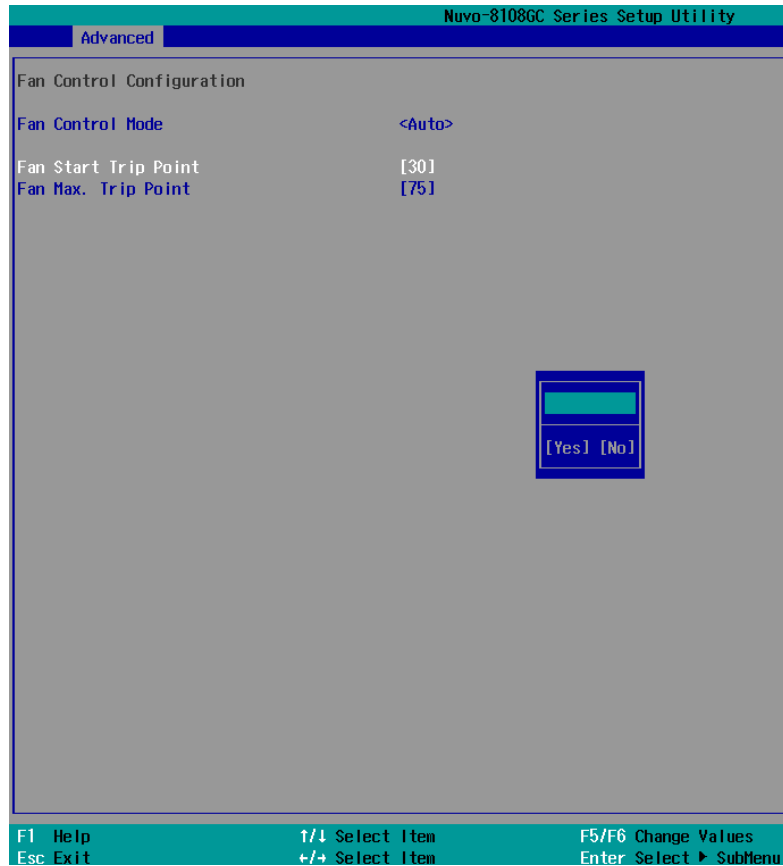 Nuvo-8108GC Series Setup Utility
Advanced
Fan Control Configuration
Fan Control Mode <Auto>
Fan Start Trip Point [30]
Fan Max. Trip Point [75]
[Yes] [No]
F1 Help ↑/↓ Select Item F5/F6 Change Values
Esc Exit ←/→ Select Item Enter Select ▶ SubMenu